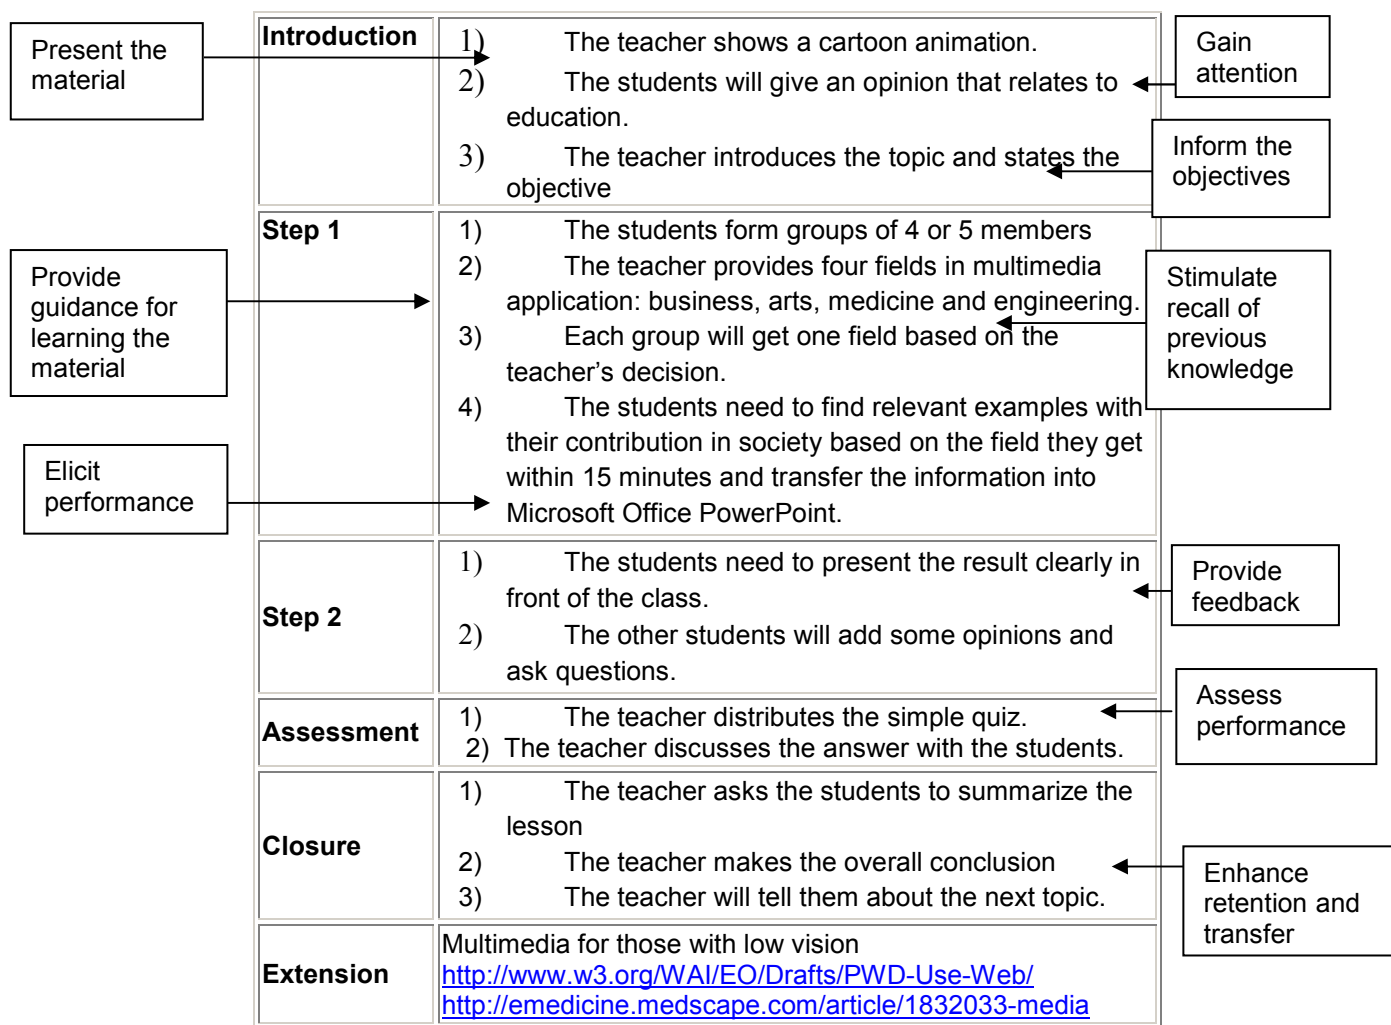 Present the
material
Introduction
1) The teacher shows a cartoon animation.
2) The students will give an opinion that relates to
education.
3) The teacher introduces the topic and states the
objective
Gain
attention
Inform the
objectives
Provide
guidance for
learning the
material
Elicit
performance
Step 1
1) The students form groups of 4 or 5 members
2) The teacher provides four fields in multimedia
application: business, arts, medicine and engineering.
3) Each group will get one field based on the
teacher’s decision.
4) The students need to find relevant examples with
their contribution in society based on the field they get
within 15 minutes and transfer the information into
Microsoft Office PowerPoint.
Stimulate
recall of
previous
knowledge
Step 2
1) The students need to present the result clearly in
front of the class.
2) The other students will add some opinions and
ask questions.
Provide
feedback
Assessment
1) The teacher distributes the simple quiz.
2) The teacher discusses the answer with the students.
Assess
performance
Closure
1) The teacher asks the students to summarize the
lesson
2) The teacher makes the overall conclusion
3) The teacher will tell them about the next topic.
Enhance
retention and
transfer
Extension
Multimedia for those with low vision
http://www.w3.org/WAI/EO/Drafts/PWD-Use-Web/
http://emedicine.medscape.com/article/1832033-media